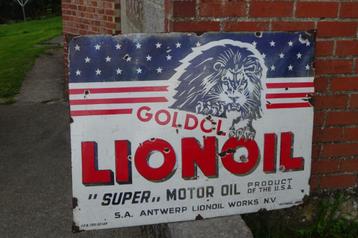 GOLDOL
LIONOIL
"SUPER„ MOTOR OIL
PRODUCT
OF THE U.S.A.
S.A. ANTWERP LIONOIL WORKS N.V